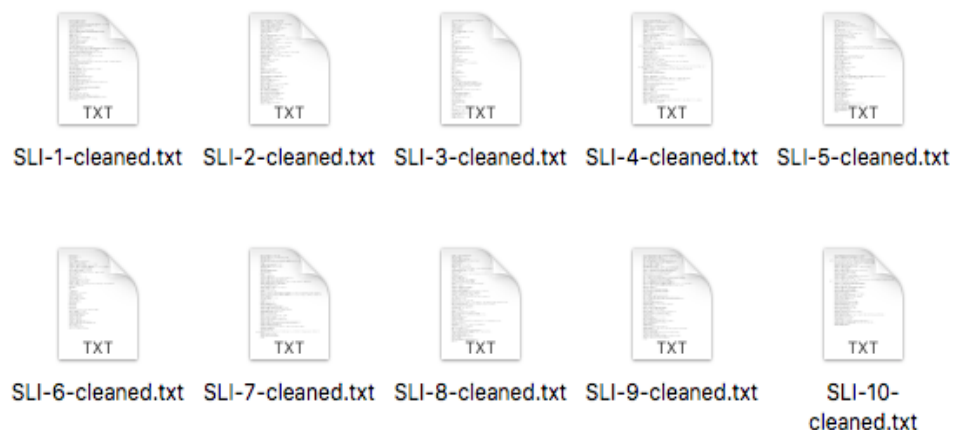 TXT TXT TXT TXT TXT
SLI-1-cleaned.txt SLI-2-cleaned.txt SLI-3-cleaned.txt SLI-4-cleaned.txt SLI-5-cleaned.txt
TXT TXT TXT TXT TXT
SLI-6-cleaned.txt SLI-7-cleaned.txt SLI-8-cleaned.txt SLI-9-cleaned.txt SLI-10-
cleaned.txt